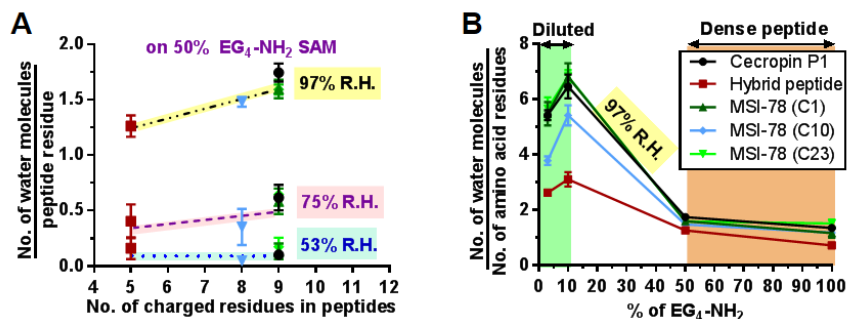 A
on 50% EG4-NH2 SAM
No. of water molecules
peptide residue
2.0
1.5
1.0
0.5
0.0
97% R.H.
75% R.H.
53% R.H.
4 5 6 7 8 9 10 11 12
No. of charged residues in peptides
B
Diluted
Dense peptide
No. of water molecules
No. of amino acid residues
8
6
4
2
0
97% R.H.
Cecropin P1
Hybrid peptide
MSI-78 (C1)
MSI-78 (C10)
MSI-78 (C23)
0 10 20 30 40 50 60 70 80 90 100
% of EG4-NH2